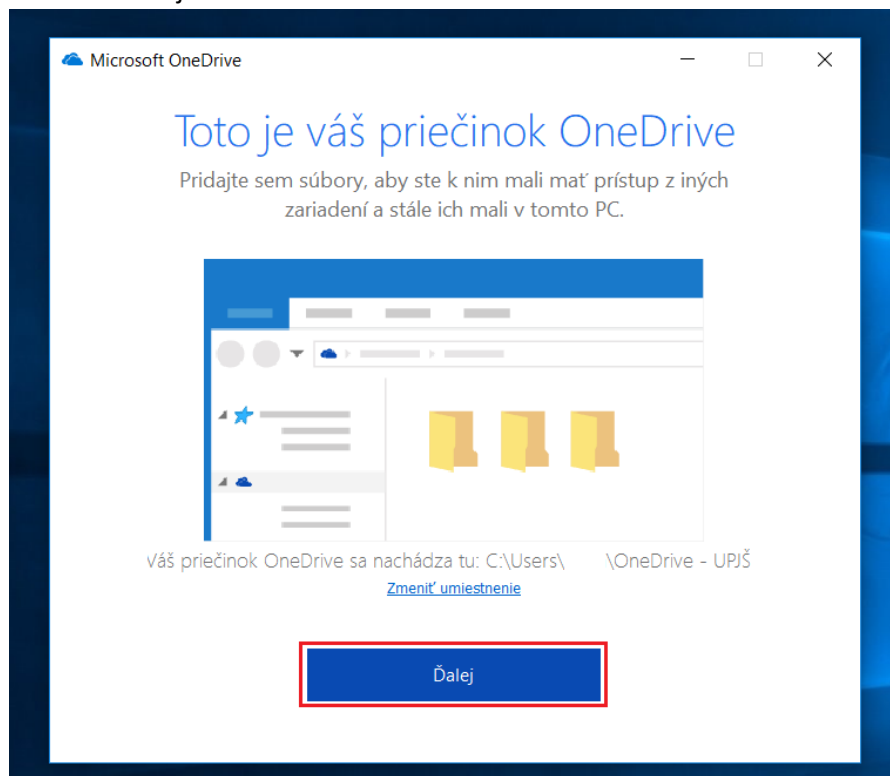 Microsoft OneDrive
Toto je váš priečinok OneDrive
Pridajte sem súbory, aby ste k nim mali mať prístup z iných
zariadení a stále ich mali v tomto PC.
Váš priečinok OneDrive sa nachádza tu: C:\Users\ \OneDrive - UPJŠ
Zmeniť umiestnenie
Ďalej